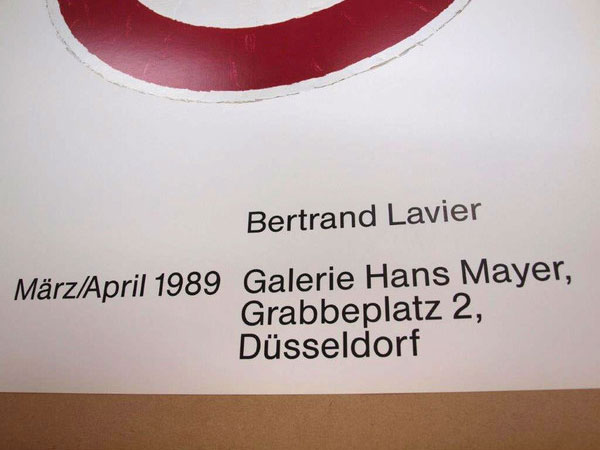 Bertrand Lavier
März/April 1989 Galerie Hans Mayer,
Grabbeplatz 2,
Düsseldorf